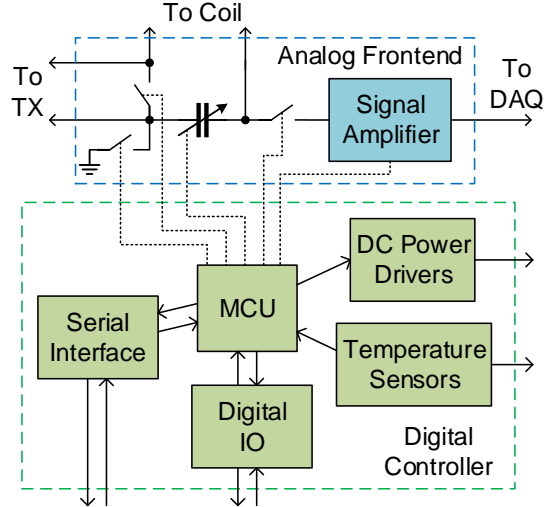 To Coil
Analog Frontend
To
TX
To
DAQ
Signal
Amplifier
DC Power
Drivers
MCU
Serial
Interface
Temperature
Sensors
Digital
IO
Digital
Controller